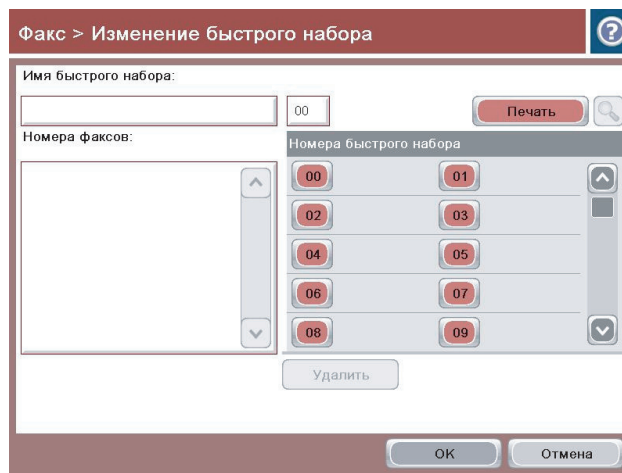 Факс > Изменение быстрого набора
?
Имя быстрого набора:
00
Печать
Номера факсов:
Номера быстрого набора
00 01
02 03
04 05
06 07
08 09
Удалить
OK
Отмена